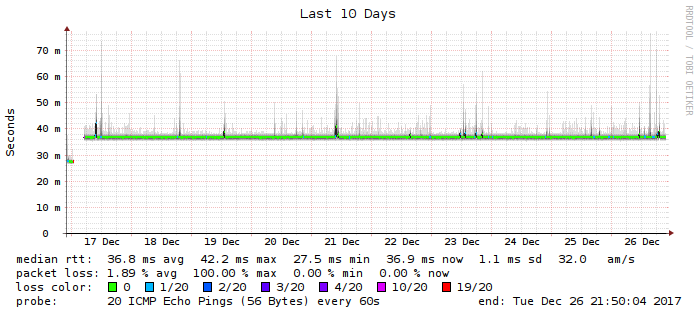 Last 10 Days
RRDTOOL / TOBI OETIKER
Seconds
70 m
60 m
50 m
40 m
30 m
20 m
10 m
0
17 Dec 18 Dec 19 Dec 20 Dec 21 Dec 22 Dec 23 Dec 24 Dec 25 Dec 26 Dec
median rtt: 36.8 ms avg 42.2 ms max 27.5 ms min 36.9 ms now 1.1 ms sd 32.0 am/s
packet loss: 1.89 % avg 100.00 % max 0.00 % min 0.00 % now
loss color: 0 1/20 2/20 3/20 4/20 10/20 19/20
probe: 20 ICMP Echo Pings (56 Bytes) every 60s end: Tue Dec 26 21:50:04 2017